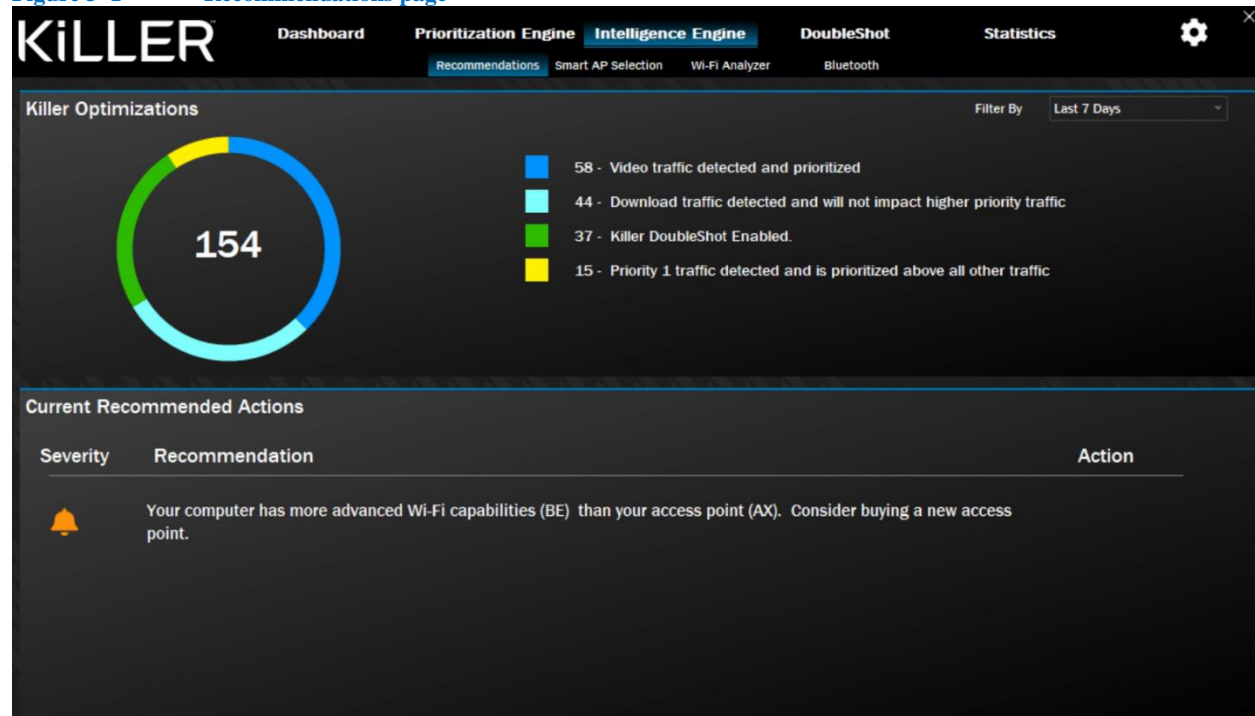 KiLLER
Dashboard Prioritization Engine Intelligence Engine DoubleShot Statistics
Recommendations Smart AP Selection Wi-Fi Analyzer Bluetooth
Killer Optimizations
Filter By Last 7 Days
154
58 - Video traffic detected and prioritized
44 - Download traffic detected and will not impact higher priority traffic
37 - Killer DoubleShot Enabled.
15 - Priority 1 traffic detected and is prioritized above all other traffic
Current Recommended Actions
Severity Recommendation Action
Your computer has more advanced Wi-Fi capabilities (BE) than your access point (AX). Consider buying a new access
point.